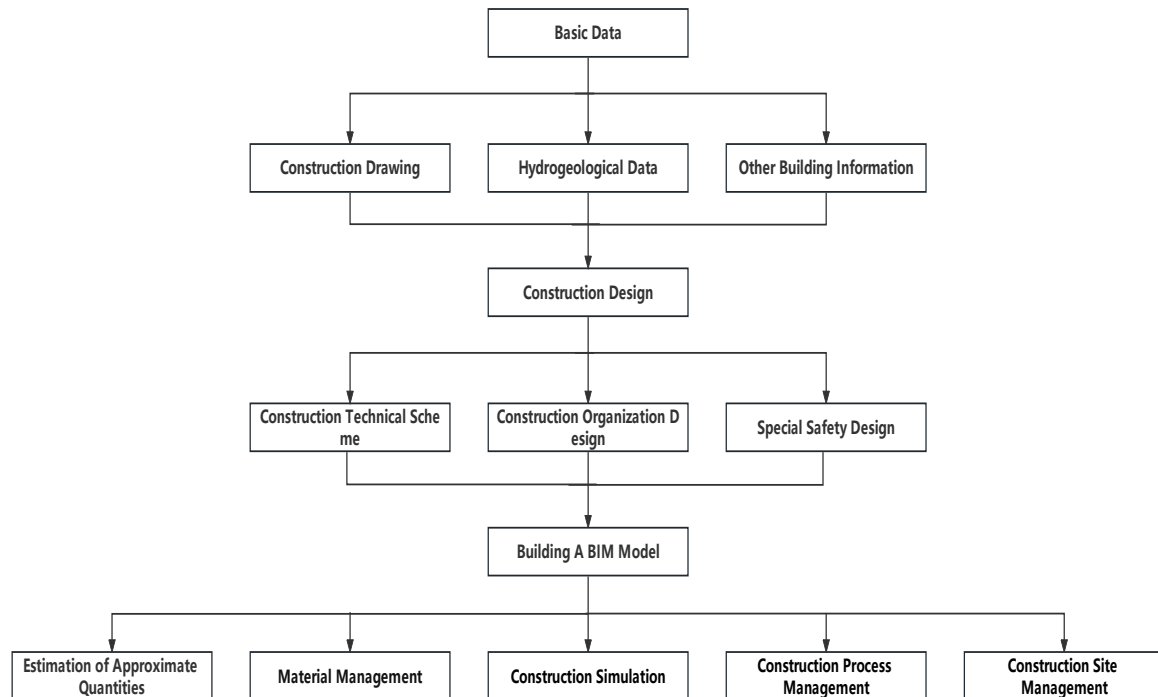 Basic Data
Construction Drawing
Hydrogeological Data
Other Building Information
Construction Design
Construction Technical Sche
me
Construction Organization D
esign
Special Safety Design
Building A BIM Model
Estimation of Approximate
Quantities
Material Management
Construction Simulation
Construction Process
Management
Construction Site
Management